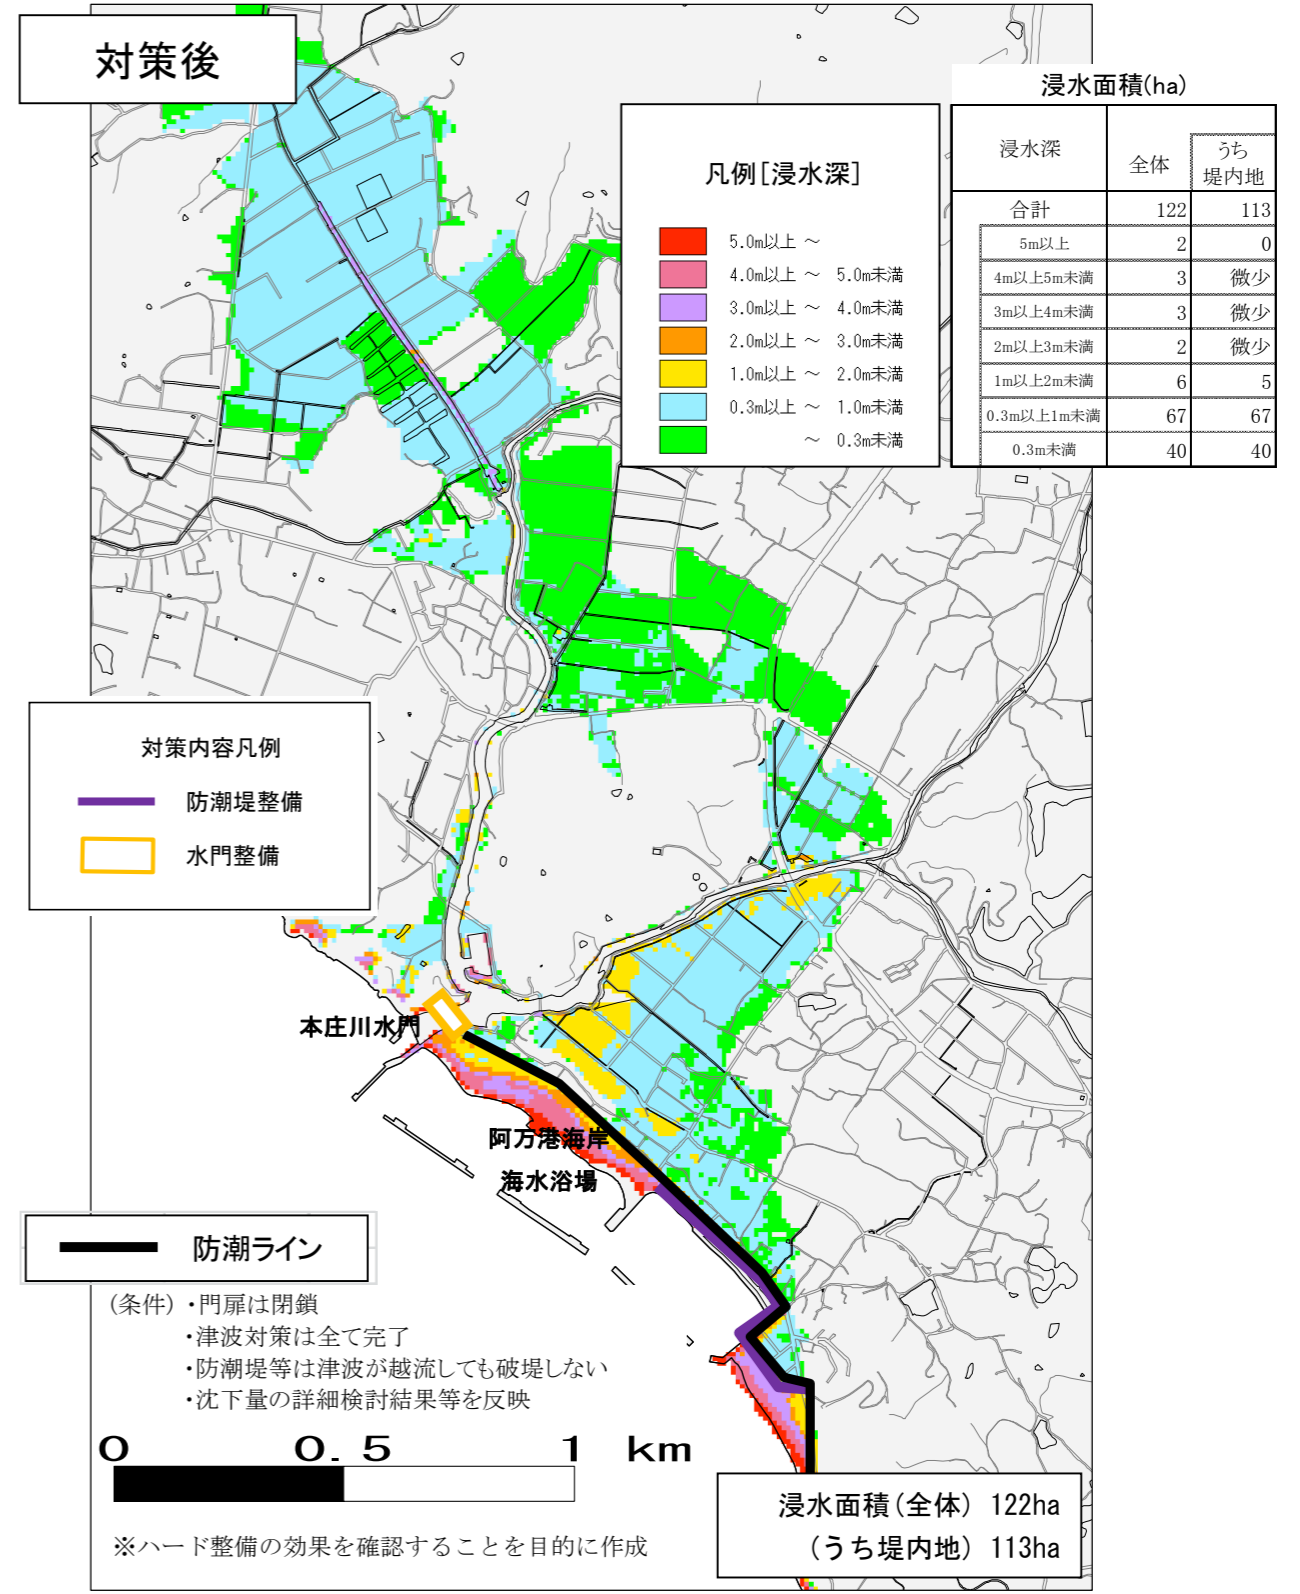 対策後
浸水面積(ha)
浸水深 全体 うち堤内地
合計 122 113
5m以上 2 0
4m以上5m未満 3 微少
3m以上4m未満 3 微少
2m以上3m未満 2 微少
1m以上2m未満 6 5
0.3m以上1m未満 67 67
0.3m未満 40 40
凡例[浸水深]
5.0m以上 ～
4.0m以上 ～ 5.0m未満
3.0m以上 ～ 4.0m未満
2.0m以上 ～ 3.0m未満
1.0m以上 ～ 2.0m未満
0.3m以上 ～ 1.0m未満
～ 0.3m未満
対策内容凡例
防潮堤整備
水門整備
本庄川水門
阿万港海岸
海水浴場
防潮ライン
(条件) ・門扉は閉鎖
・津波対策は全て完了
・防潮堤等は津波が越流しても破堤しない
・沈下量の詳細検討結果等を反映
0 0.5 1 km
※ハード整備の効果を確認することを目的に作成
浸水面積(全体) 122ha
(うち堤内地) 113ha